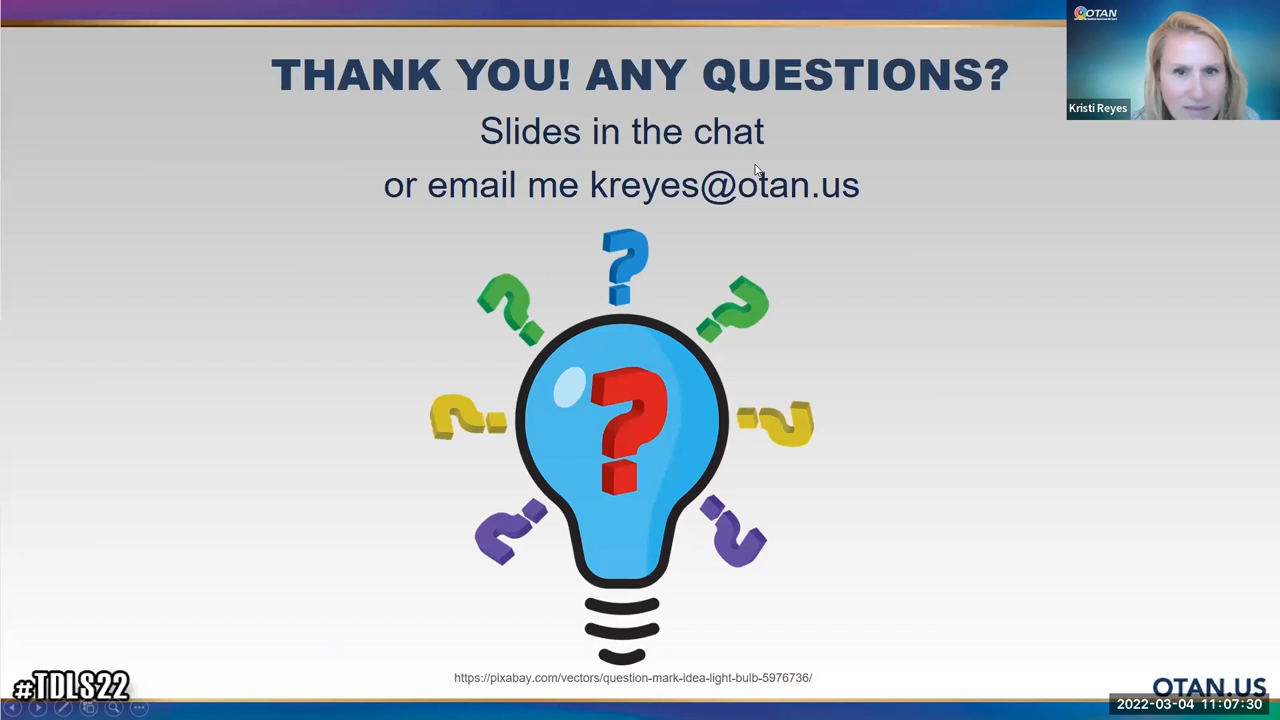 OTAN
Kristi Reyes
THANK YOU! ANY QUESTIONS?
Slides in the chat
or email me kreyes@otan.us
https://pixabay.com/vectors/question-mark-idea-light-bulb-5976736/
#TDLS22
OTAN.US
2022-03-04 11:07:30